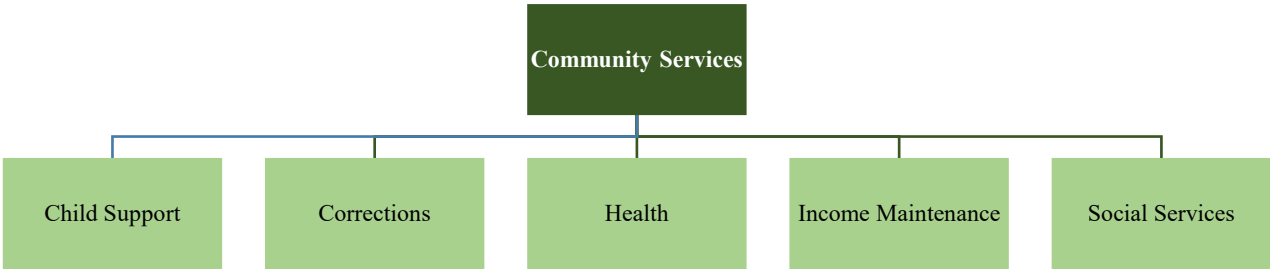 Community Services
Child Support
Corrections
Health
Income Maintenance
Social Services